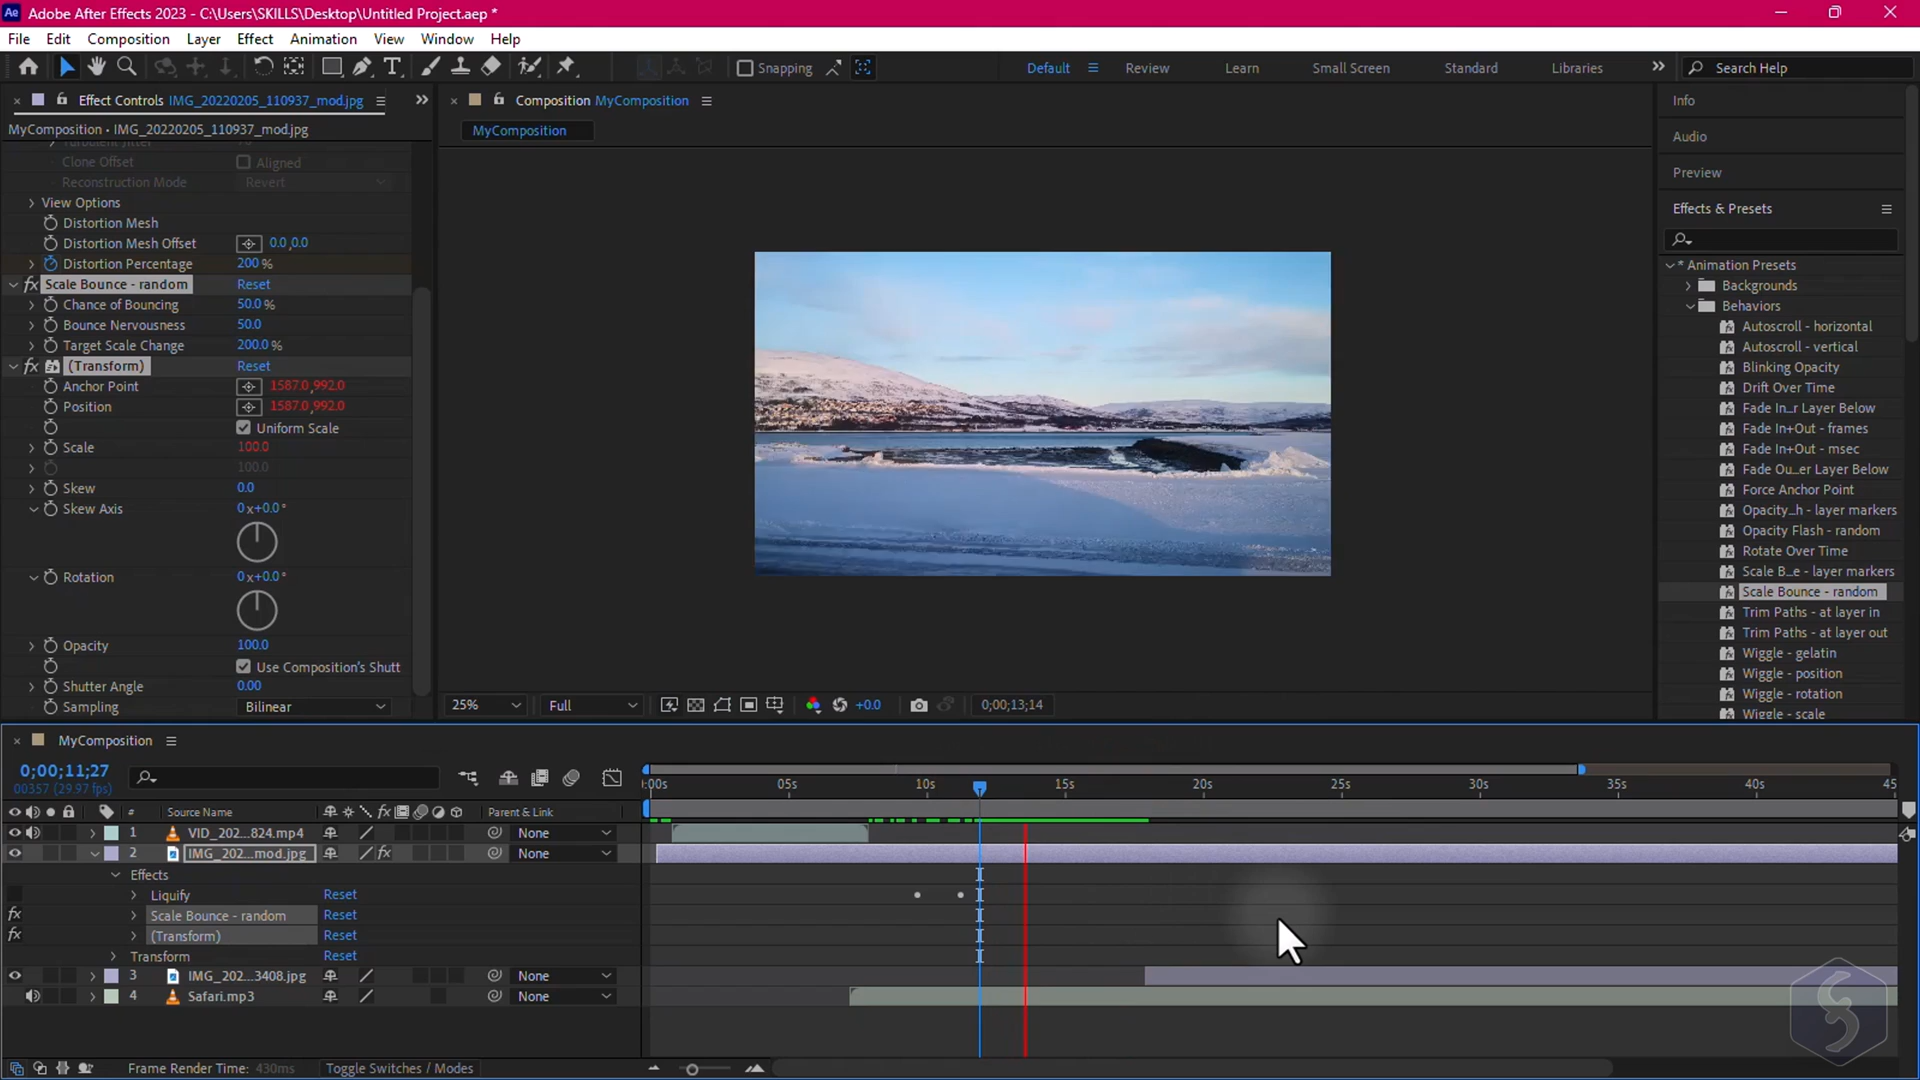 Ae Adobe After Effects 2023 - C:\Users\SKILLS\Desktop\Untitled Project.aep *
File Edit Composition Layer Effect Animation View Window Help
Snapping
Default Review Learn Small Screen Standard Libraries Search Help
Effect Controls IMG_20220205_110937_mod.jpg
MyComposition • IMG_20220205_110937_mod.jpg
Turbulent Jitter
Clone Offset Aligned
Reconstruction Mode Revert
View Options
Distortion Mesh
Distortion Mesh Offset 0.0,0.0
Distortion Percentage 200 %
fx Scale Bounce - random Reset
Chance of Bouncing 50.0 %
Bounce Nervousness 50.0
Target Scale Change 200.0 %
fx (Transform) Reset
Anchor Point 1587.0,992.0
Position 1587.0,992.0
Uniform Scale
Scale 100.0
100.0
Skew 0.0
Skew Axis 0x+0.0°
Rotation 0x+0.0°
Opacity 100.0
Use Composition's Shutt
Shutter Angle 0.00
Sampling Bilinear
Composition MyComposition
MyComposition
25% Full +0.0 0;00;13;14
Info
Audio
Preview
Effects & Presets
* Animation Presets
Backgrounds
Behaviors
Autoscroll - horizontal
Autoscroll - vertical
Blinking Opacity
Drift Over Time
Fade In...r Layer Below
Fade In+Out - frames
Fade In+Out - msec
Fade Ou...er Layer Below
Force Anchor Point
Opacity...h - layer markers
Opacity Flash - random
Rotate Over Time
Scale B...e - layer markers
Scale Bounce - random
Trim Paths - at layer in
Trim Paths - at layer out
Wiggle - gelatin
Wiggle - position
Wiggle - rotation
Wiggle - scale
MyComposition
0;00;11;27
00357 (29.97 fps)
:00s 05s 10s 15s 20s 25s 30s 35s 40s 45
# Source Name fx Parent & Link
1 VID_202...824.mp4 None
2 IMG_202...mod.jpg fx None
Effects
Liquify Reset
fx Scale Bounce - random Reset
fx (Transform) Reset
Transform Reset
3 IMG_202...3408.jpg None
4 Safari.mp3 None
Frame Render Time: 430ms Toggle Switches / Modes